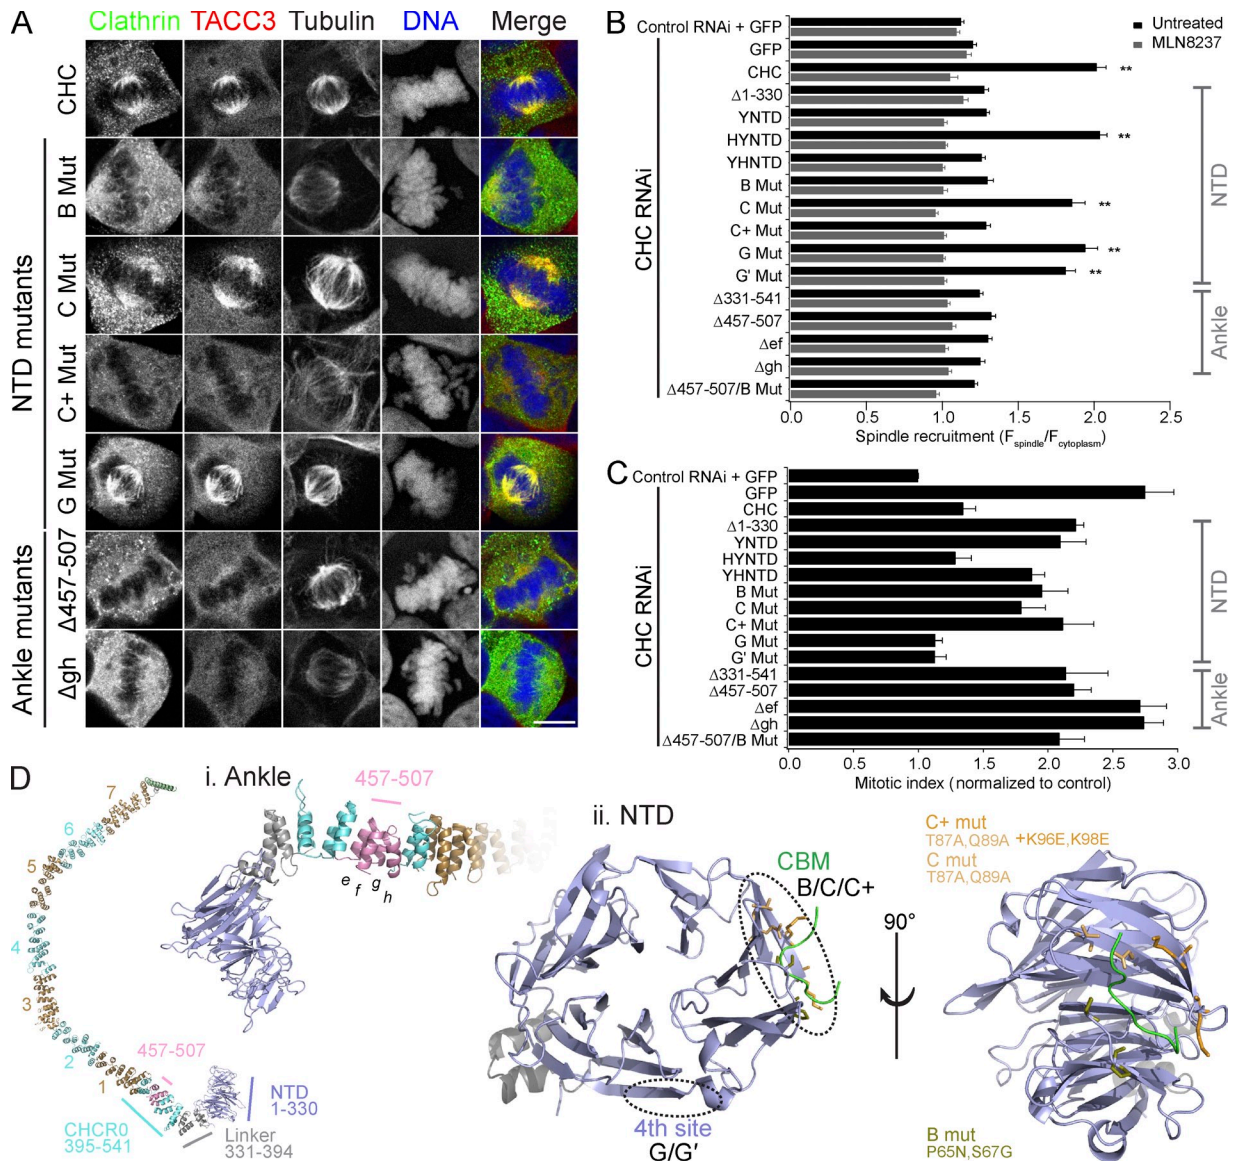 A
Clathrin TACC3 Tubulin DNA Merge
CHC
NTD mutants
B Mut
C Mut
C+ Mut
G Mut
Ankle mutants
Δ457-507
Δgh
B
Untreated
MLN8237
Control RNAi + GFP
CHC RNAi
GFP
CHC
**
Δ1-330
YNTD
HYNTD
**
YHNTD
B Mut
C Mut
**
C+ Mut
G Mut
**
G' Mut
**
Δ331-541
Δ457-507
Δef
Δgh
Δ457-507/B Mut
NTD
Ankle
0.0 0.5 1.0 1.5 2.0 2.5
Spindle recruitment (Fspindle/Fcytoplasm)
C
Control RNAi + GFP
CHC RNAi
GFP
CHC
Δ1-330
YNTD
HYNTD
YHNTD
B Mut
C Mut
C+ Mut
G Mut
G' Mut
Δ331-541
Δ457-507
Δef
Δgh
Δ457-507/B Mut
NTD
Ankle
0.0 0.5 1.0 1.5 2.0 2.5 3.0
Mitotic index (normalized to control)
D
7
6
5
4
3
2
1
457-507
NTD
1-330
CHCR0
395-541
Linker
331-394
i. Ankle
457-507
e
f
g
h
ii. NTD
CBM
B/C/C+
4th site
G/G′
90°
C+ mut
T87A,Q89A +K96E,K98E
C mut
T87A,Q89A
B mut
P65N,S67G